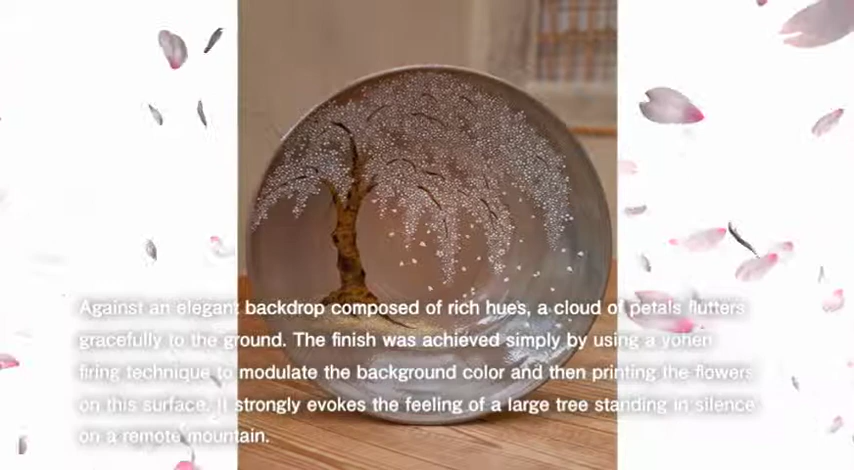 Against an elegant backdrop composed of rich hues, a cloud of petals flutters
gracefully to the ground. The finish was achieved simply by using a yohen
firing technique to modulate the background color and then printing the flowers
on this surface. It strongly evokes the feeling of a large tree standing in silence
on a remote mountain.